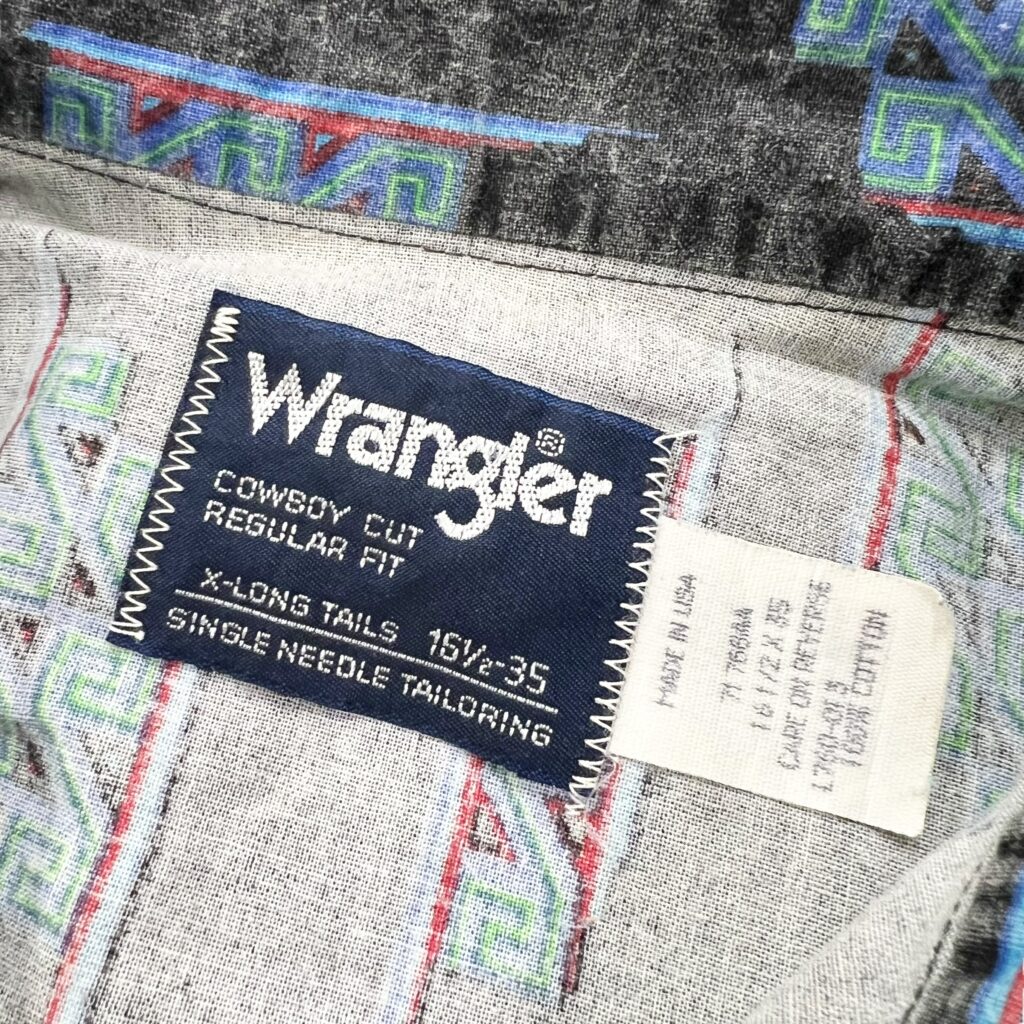 Wrangler®
COWBOY CUT
REGULAR FIT
X-LONG TAILS 16½-35
SINGLE NEEDLE TAILORING
MADE IN USA
16 1/2 X 35
CARE ON REVERSE
100% COTTON